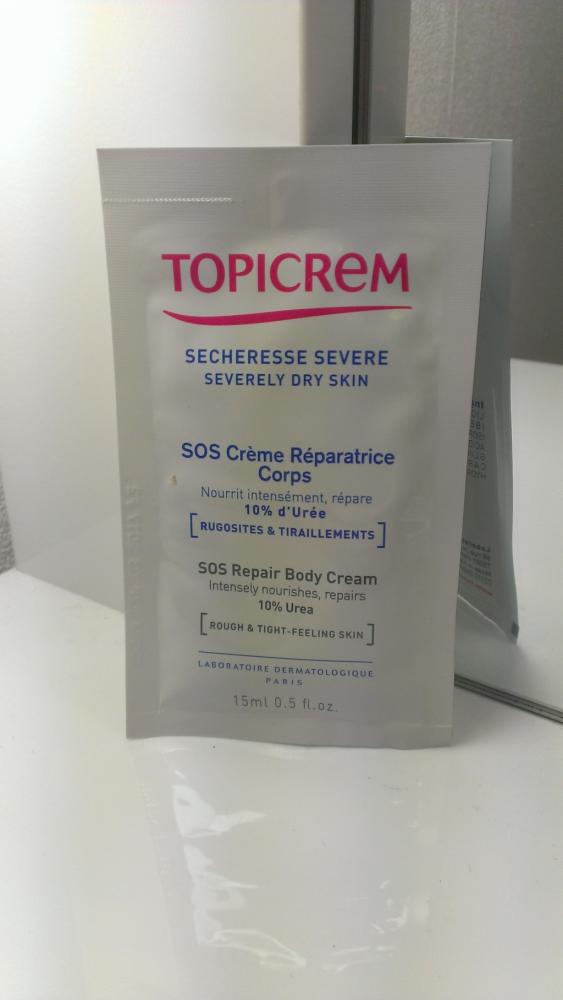 TOPICREM
SECHERESSE SEVERE
SEVERELY DRY SKIN
SOS Crème Réparatrice
Corps
Nourrit intensément, répare
10% d'Urée
[RUGOSITES & TIRAILLEMENTS]
SOS Repair Body Cream
Intensely nourishes, repairs
10% Urea
[ROUGH & TIGHT-FEELING SKIN]
LABORATOIRE DERMATOLOGIQUE
PARIS
15ml 0.5 fl.oz.